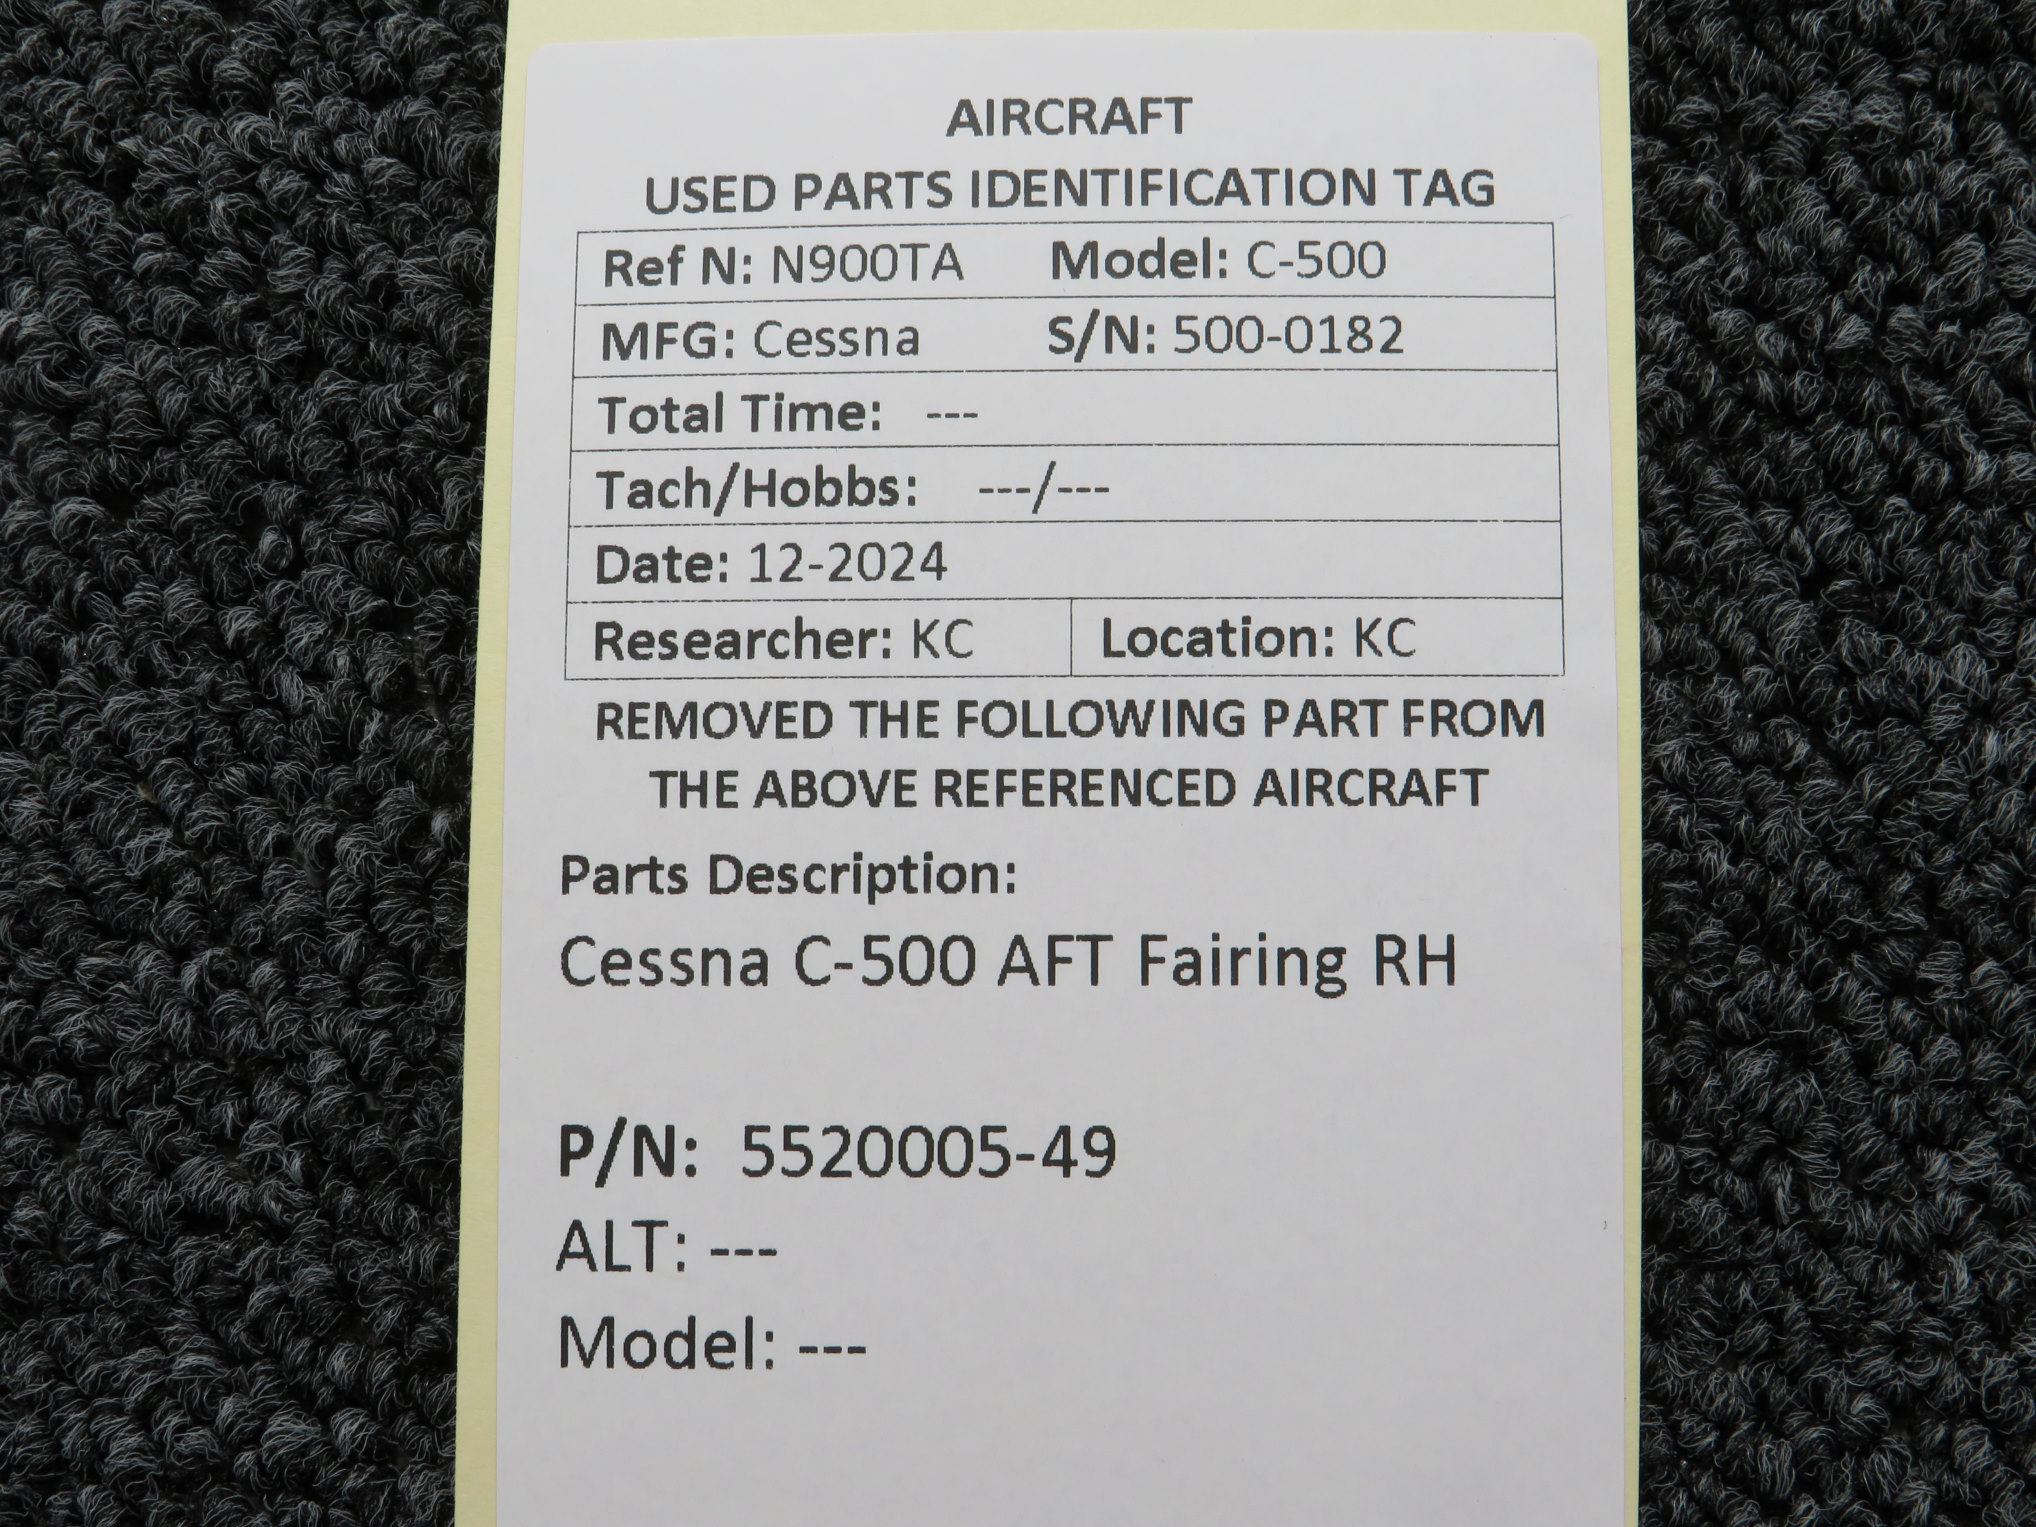 AIRCRAFT
USED PARTS IDENTIFICATION TAG
Ref N: N900TA Model: C-500
MFG: Cessna S/N: 500-0182
Total Time: ---
Tach/Hobbs: ---/---
Date: 12-2024
Researcher: KC Location: KC
REMOVED THE FOLLOWING PART FROM
THE ABOVE REFERENCED AIRCRAFT
Parts Description:
Cessna C-500 AFT Fairing RH
P/N: 5520005-49
ALT: ---
Model: ---